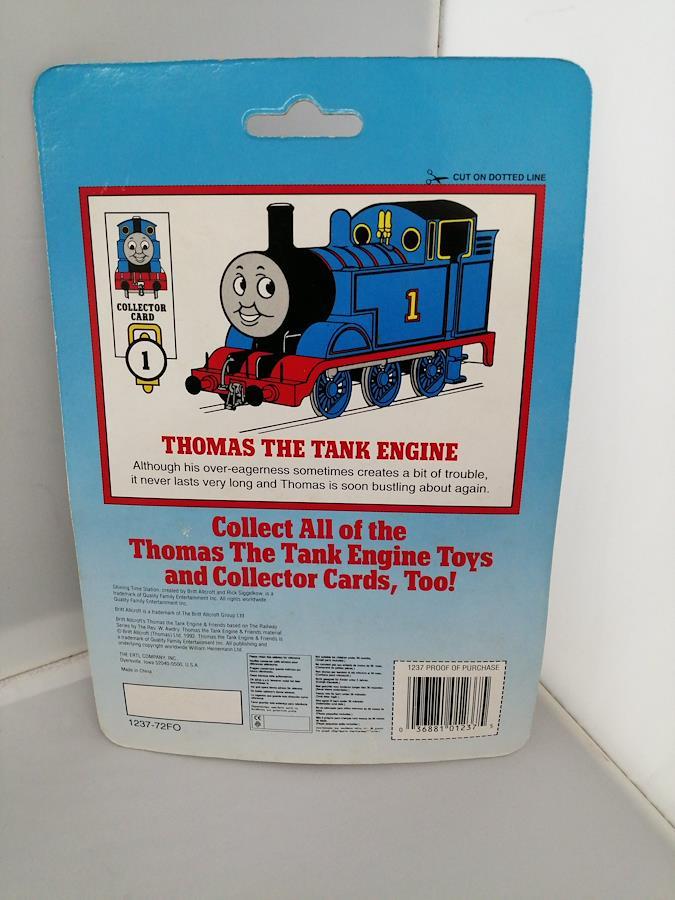 CUT ON DOTTED LINE
COLLECTOR
CARD
1
1
THOMAS THE TANK ENGINE
Although his over-eagerness sometimes creates a bit of trouble,
it never lasts very long and Thomas is soon bustling about again.
Collect All of the
Thomas The Tank Engine Toys
and Collector Cards, Too!
Shining Time Station, created by Britt Allcroft and Rick Siggelkow, is a
trademark of Quality Family Entertainment Inc. All rights worldwide
Quality Family Entertainment Inc.
Britt Allcroft is a trademark of The Britt Allcroft Group Ltd
Britt Allcroft's Thomas the Tank Engine & Friends based on The Railway
Series by The Rev. W. Awdry. Thomas the Tank Engine & Friends material
© Britt Allcroft (Thomas) Ltd. 1992. Thomas the Tank Engine & Friends is
a trademark of Quality Family Entertainment Inc. All publishing and
underlying copyright worldwide William Heinemann Ltd.
THE ERTL COMPANY, INC.
Dyersville, Iowa 52040-0500, U.S.A.
Made in China
1237-72FO
CE
1237 PROOF OF PURCHASE
0 36881 01237 5